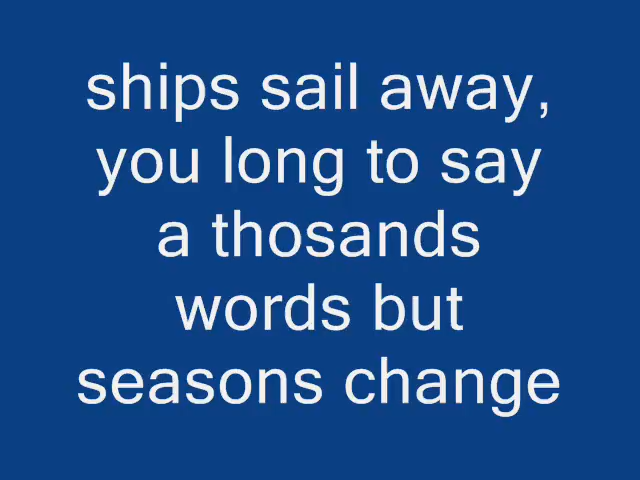 ships sail away,
you long to say
a thosands
words but
seasons change